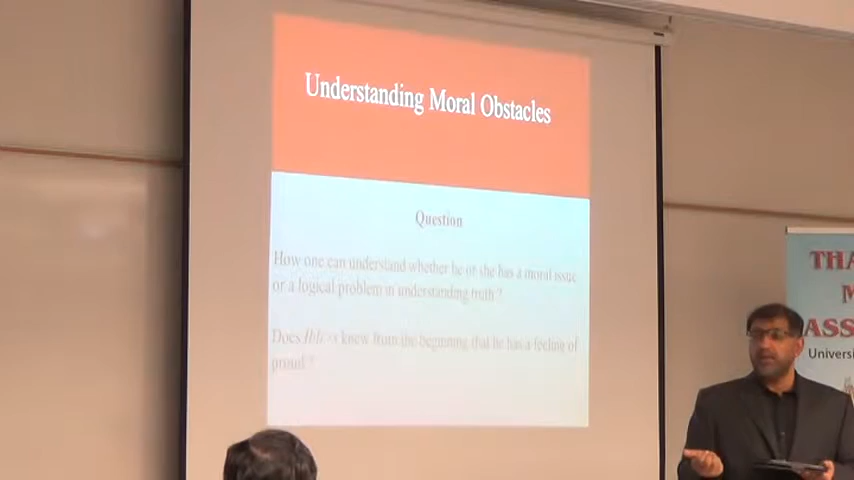 Understanding Moral Obstacles
Question
How one can understand whether he or she has a moral issue
or a logical problem in understanding truth ?
Does knew from the beginning that he has a feeling of
proud ?
THA
M
ASS
Universi